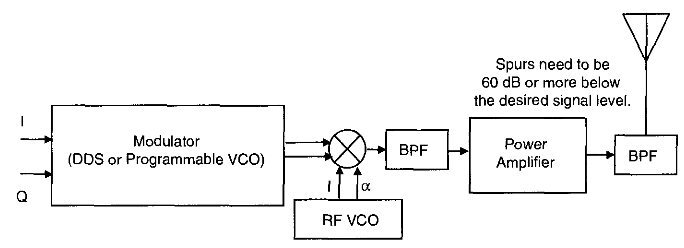 Spurs need to be
60 dB or more below
the desired signal level.
I
Modulator
(DDS or Programmable VCO)
Q
BPF
Power
Amplifier
BPF
I
α
RF VCO